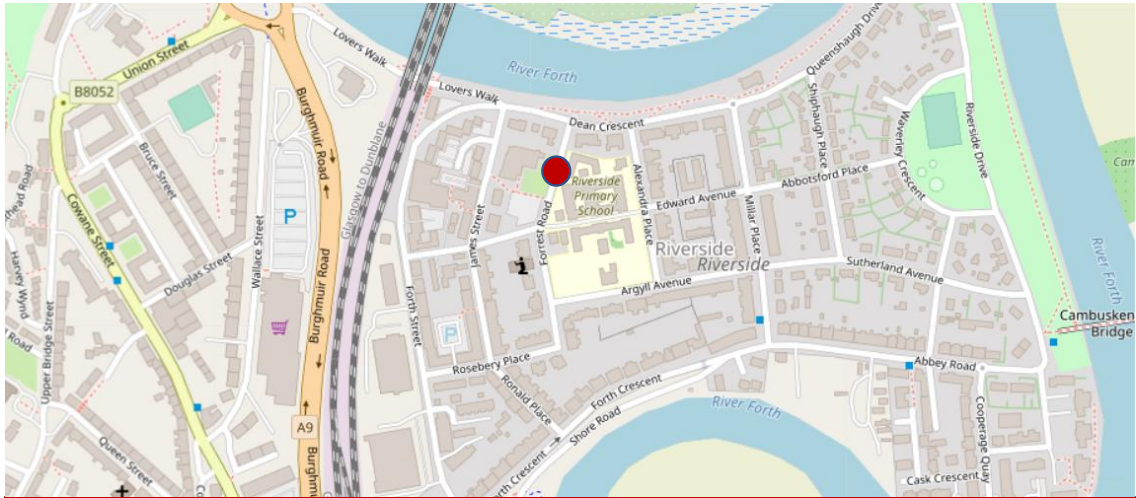 Union Street
Lovers Walk
River Forth
Queenshaugh Drive
B8052
Lovers Walk
Burghmuir Road
Glasgow to Dunblane
Dean Crescent
Shiphaugh Place
Waverley Crescent
Riverside Drive
Bruce Street
Cowane Street
Wallace Street
P
Riverside
Primary
School
Alexandra Place
Abbotsford Place
Edward Avenue
Millar Place
Forrest Road
James Street
Riverside
Riverside
Harvey Wynd
Douglas Street
Burghmuir Road
Forth Street
Argyll Avenue
Sutherland Avenue
River Forth
Cambusken
Bridge
Upper Bridge Street
P
Rosebery Place
Ronald Place
Forth Crescent
Shore Road
River Forth
Abbey Road
A9
Queen Street
Forth Crescent
Cooperage Quay
Cask Crescent